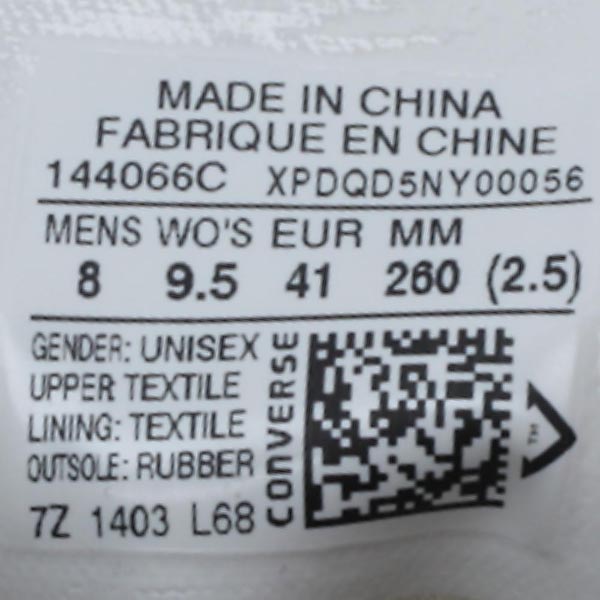 MADE IN CHINA
FABRIQUE EN CHINE
144066C XPDQD5NY00056
MENS WO'S EUR MM
8 9.5 41 260 (2.5)
GENDER: UNISEX
UPPER TEXTILE
LINING: TEXTILE
OUTSOLE: RUBBER
7Z 1403 L68
CONVERSE
TM